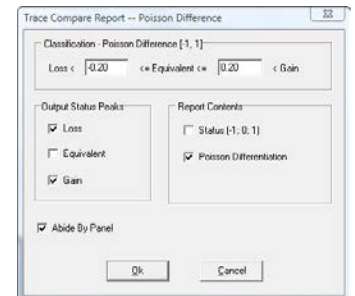 Trace Compare Report -- Poisson Difference
Classification - Poisson Difference [-1, 1]
Loss < -0.20 <= Equivalent <= 0.20 < Gain
Output Status Peaks
Loss
Equivalent
Gain
Report Contents
Status (-1; 0; 1)
Poisson Differentiation
Abide By Panel
Ok
Cancel